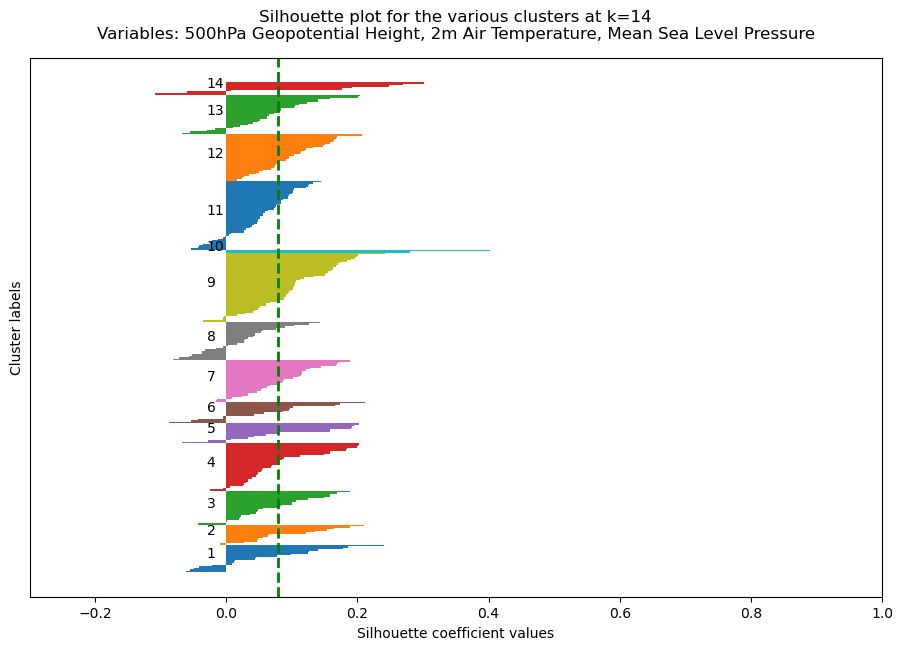 Silhouette plot for the various clusters at k=14
Variables: 500hPa Geopotential Height, 2m Air Temperature, Mean Sea Level Pressure
Cluster labels
14
13
12
11
10
9
8
7
6
5
4
3
2
1
−0.2 0.0 0.2 0.4 0.6 0.8 1.0
Silhouette coefficient values